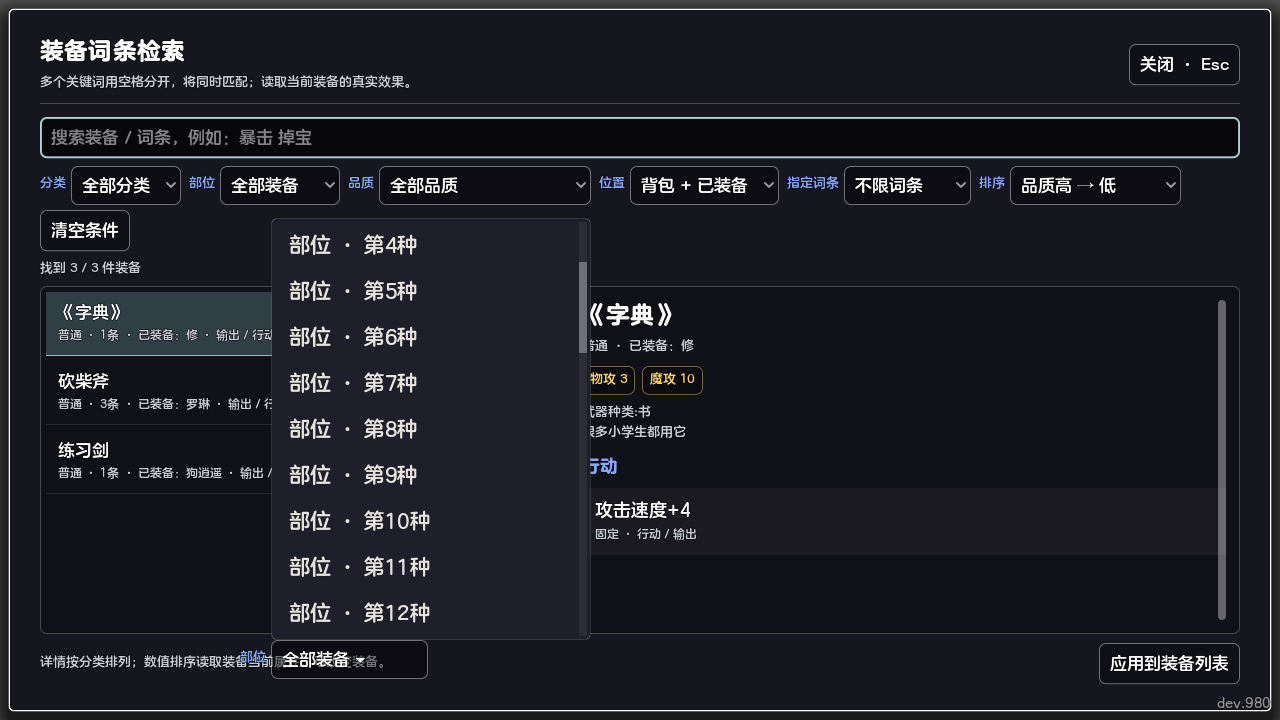 装备词条检索
多个关键词用空格分开，将同时匹配；读取当前装备的真实效果。
关闭 · Esc
搜索装备 / 词条，例如：暴击 掉宝
分类 全部分类 部位 全部装备 品质 全部品质 位置 背包 + 已装备 指定词条 不限词条 排序 品质高 → 低
清空条件
找到 3 / 3 件装备
《字典》
普通 · 1条 · 已装备：修 · 输出 / 行动
砍柴斧
普通 · 3条 · 已装备：罗琳 · 输出 / 行
练习剑
普通 · 1条 · 已装备：狗逍遥 · 输出 /
部位 · 第4种
部位 · 第5种
部位 · 第6种
部位 · 第7种
部位 · 第8种
部位 · 第9种
部位 · 第10种
部位 · 第11种
部位 · 第12种
《字典》
普通 · 已装备：修
物攻 3 魔攻 10
武器种类:书
很多小学生都用它
行动
攻击速度+4
固定 · 行动 / 输出
详情按分类排列；数值排序读取装备当前属
部位 全部装备
装备。
应用到装备列表
dev.980